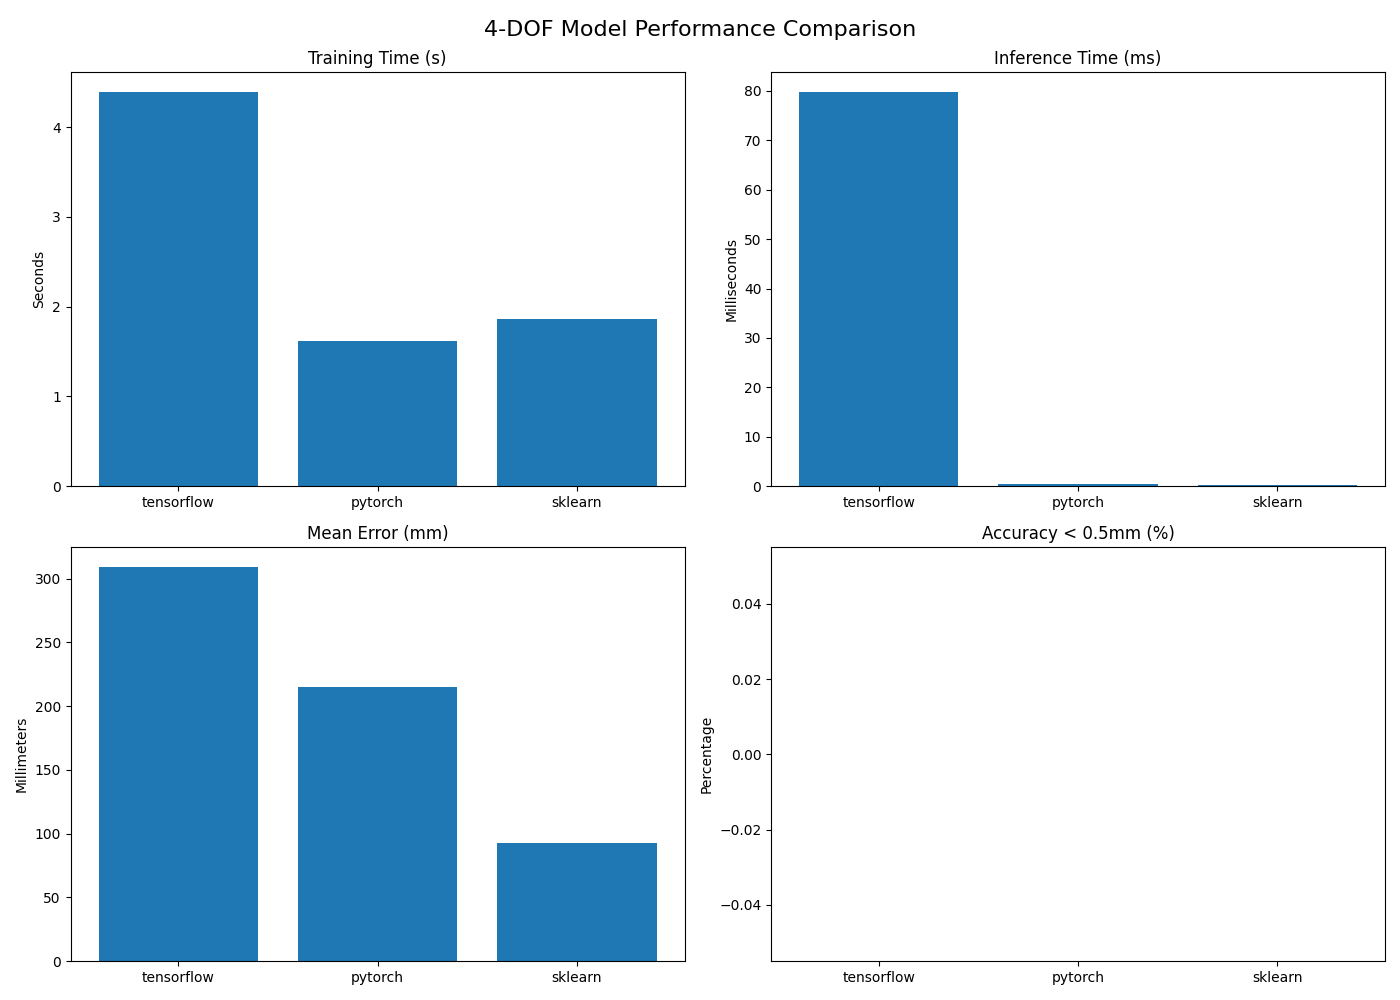 4-DOF Model Performance Comparison
Training Time (s)
Seconds
4
3
2
1
0
tensorflow pytorch sklearn
Inference Time (ms)
Milliseconds
80
70
60
50
40
30
20
10
0
tensorflow pytorch sklearn
Mean Error (mm)
Millimeters
300
250
200
150
100
50
0
tensorflow pytorch sklearn
Accuracy < 0.5mm (%)
Percentage
0.04
0.02
0.00
−0.02
−0.04
tensorflow pytorch sklearn